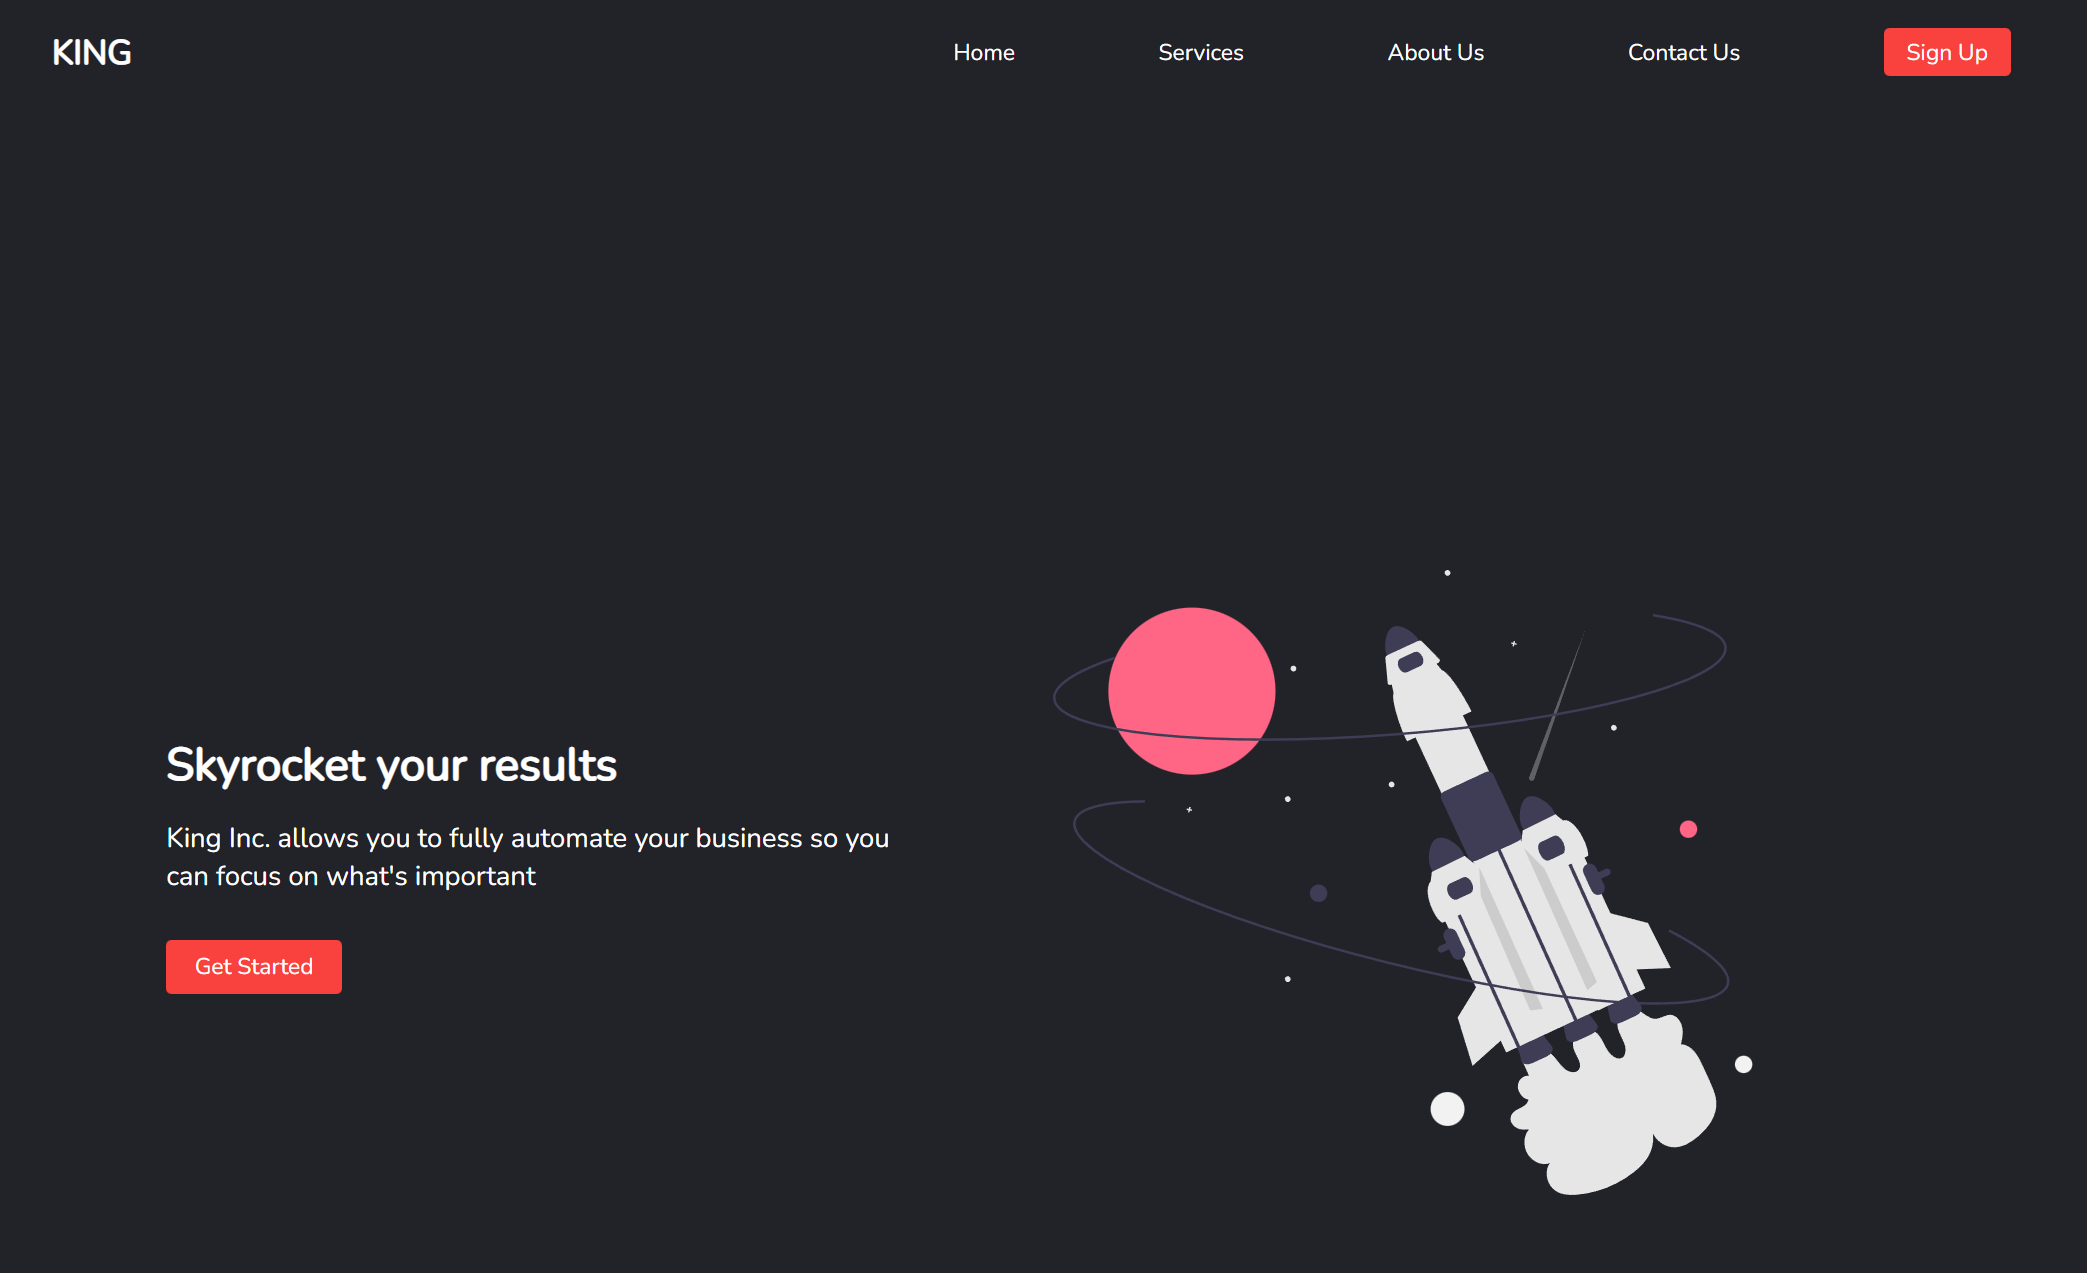 KING
Home
Services
About Us
Contact Us
Sign Up
Skyrocket your results
King Inc. allows you to fully automate your business so you
can focus on what's important
Get Started